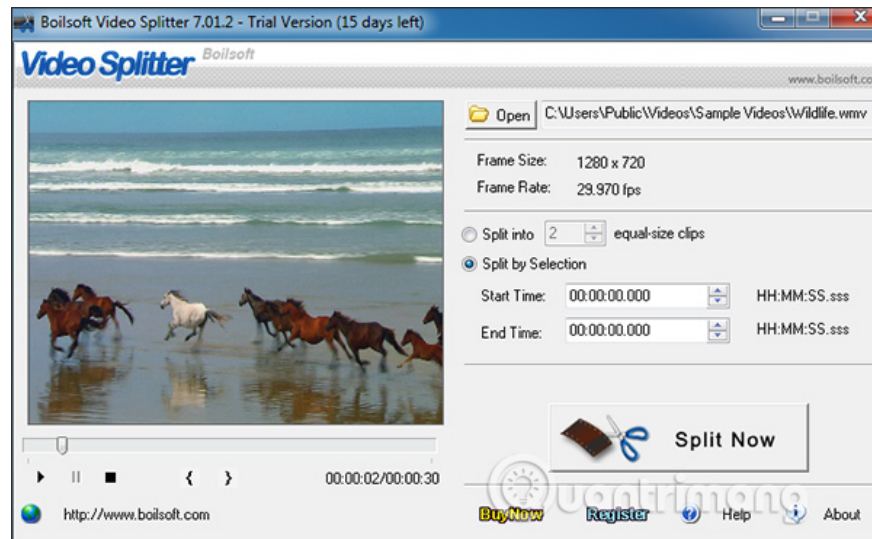 Boilsoft Video Splitter 7.01.2 - Trial Version (15 days left)
Video Splitter Boilsoft
www.boilsoft.co
Open C:\Users\Public\Videos\Sample Videos\Wildlife.wmv
Frame Size: 1280 x 720
Frame Rate: 29.970 fps
Split into 2 equal-size clips
Split by Selection
Start Time: 00:00:00.000 HH:MM:SS.sss
End Time: 00:00:00.000 HH:MM:SS.sss
Split Now
{ } 00:00:02/00:00:30
Quantrimang
http://www.boilsoft.com BuyNow Register Help About